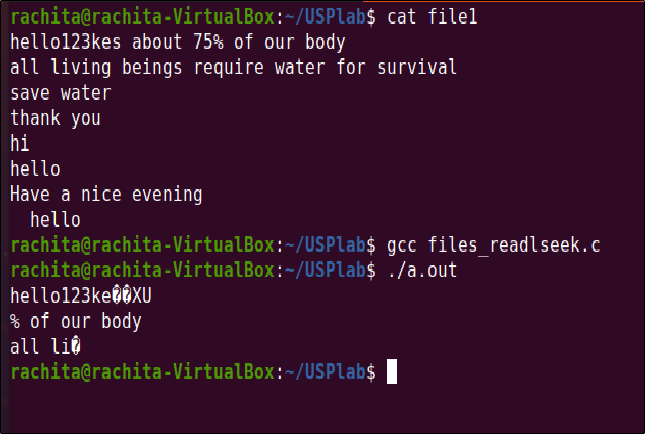 rachita@rachita-VirtualBox:~/USPlab$ cat file1
hello123kes about 75% of our body
all living beings require water for survival
save water
thank you
hi
hello
Have a nice evening
  hello
rachita@rachita-VirtualBox:~/USPlab$ gcc files_readlseek.c
rachita@rachita-VirtualBox:~/USPlab$ ./a.out
hello123ke��XU
% of our body
all li�
rachita@rachita-VirtualBox:~/USPlab$